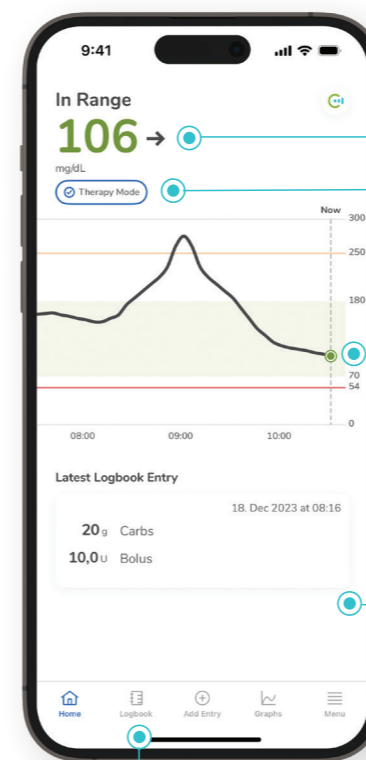 9:41
In Range
106
mg/dL
Therapy Mode
Now
300
250
180
70
54
0
08:00 09:00 10:00
Latest Logbook Entry
18. Dec 2023 at 08:16
20 g Carbs
10,0 U Bolus
Home Logbook Add Entry Graphs Menu